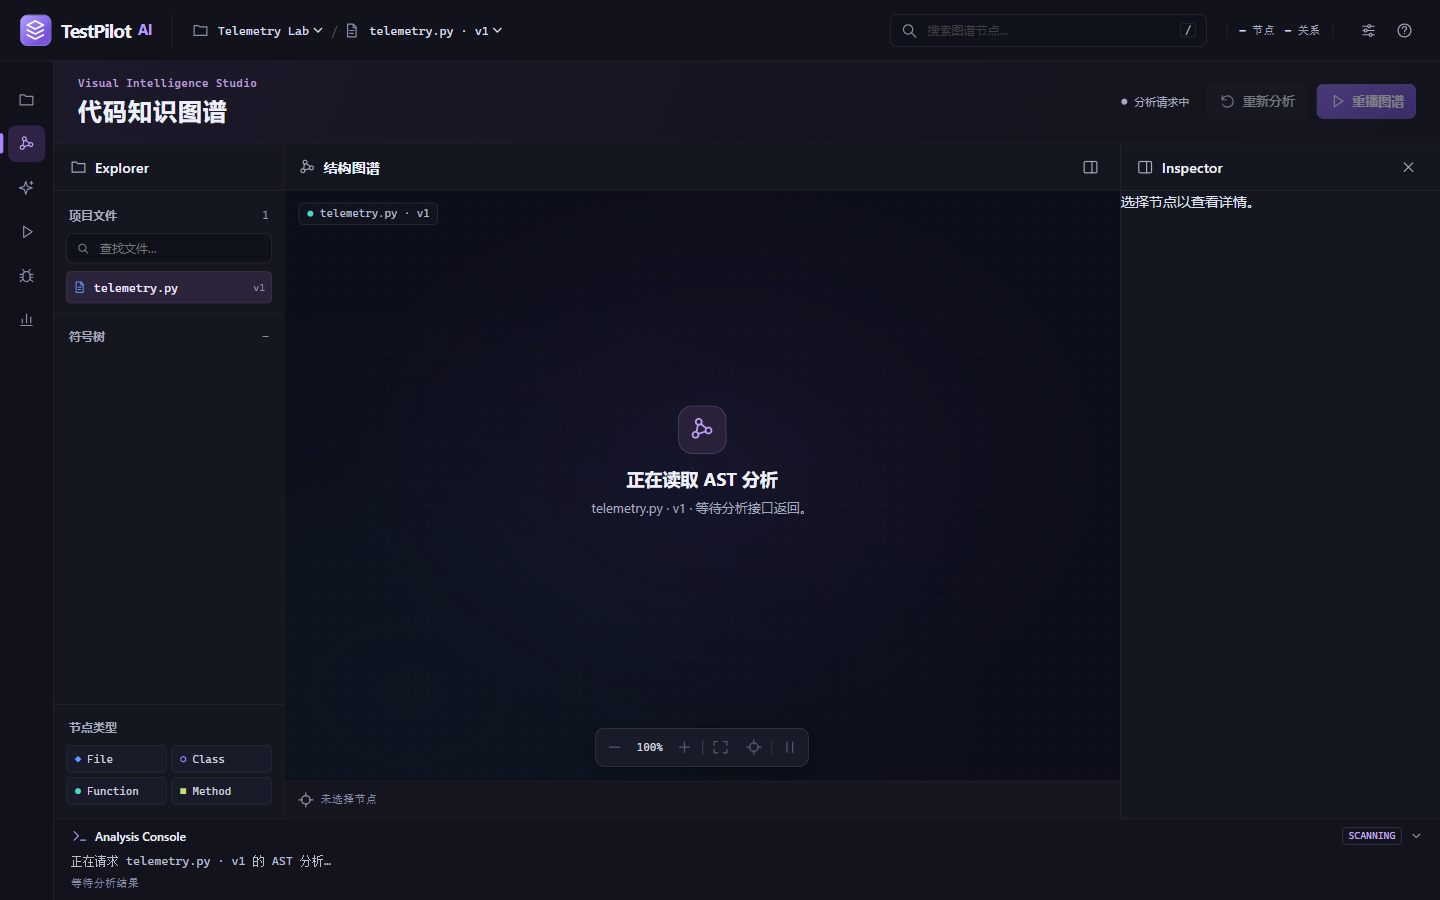 TestPilot AI
Telemetry Lab / telemetry.py · v1
搜索图谱节点... /
– 节点 – 关系
Visual Intelligence Studio
代码知识图谱
分析请求中
重新分析
重播图谱
Explorer
结构图谱
Inspector
项目文件 1
查找文件...
telemetry.py v1
符号树 –
telemetry.py · v1
选择节点以查看详情。
正在读取 AST 分析
telemetry.py · v1 · 等待分析接口返回。
节点类型
File
Class
Function
Method
100%
未选择节点
Analysis Console
SCANNING
正在请求 telemetry.py · v1 的 AST 分析…
等待分析结果